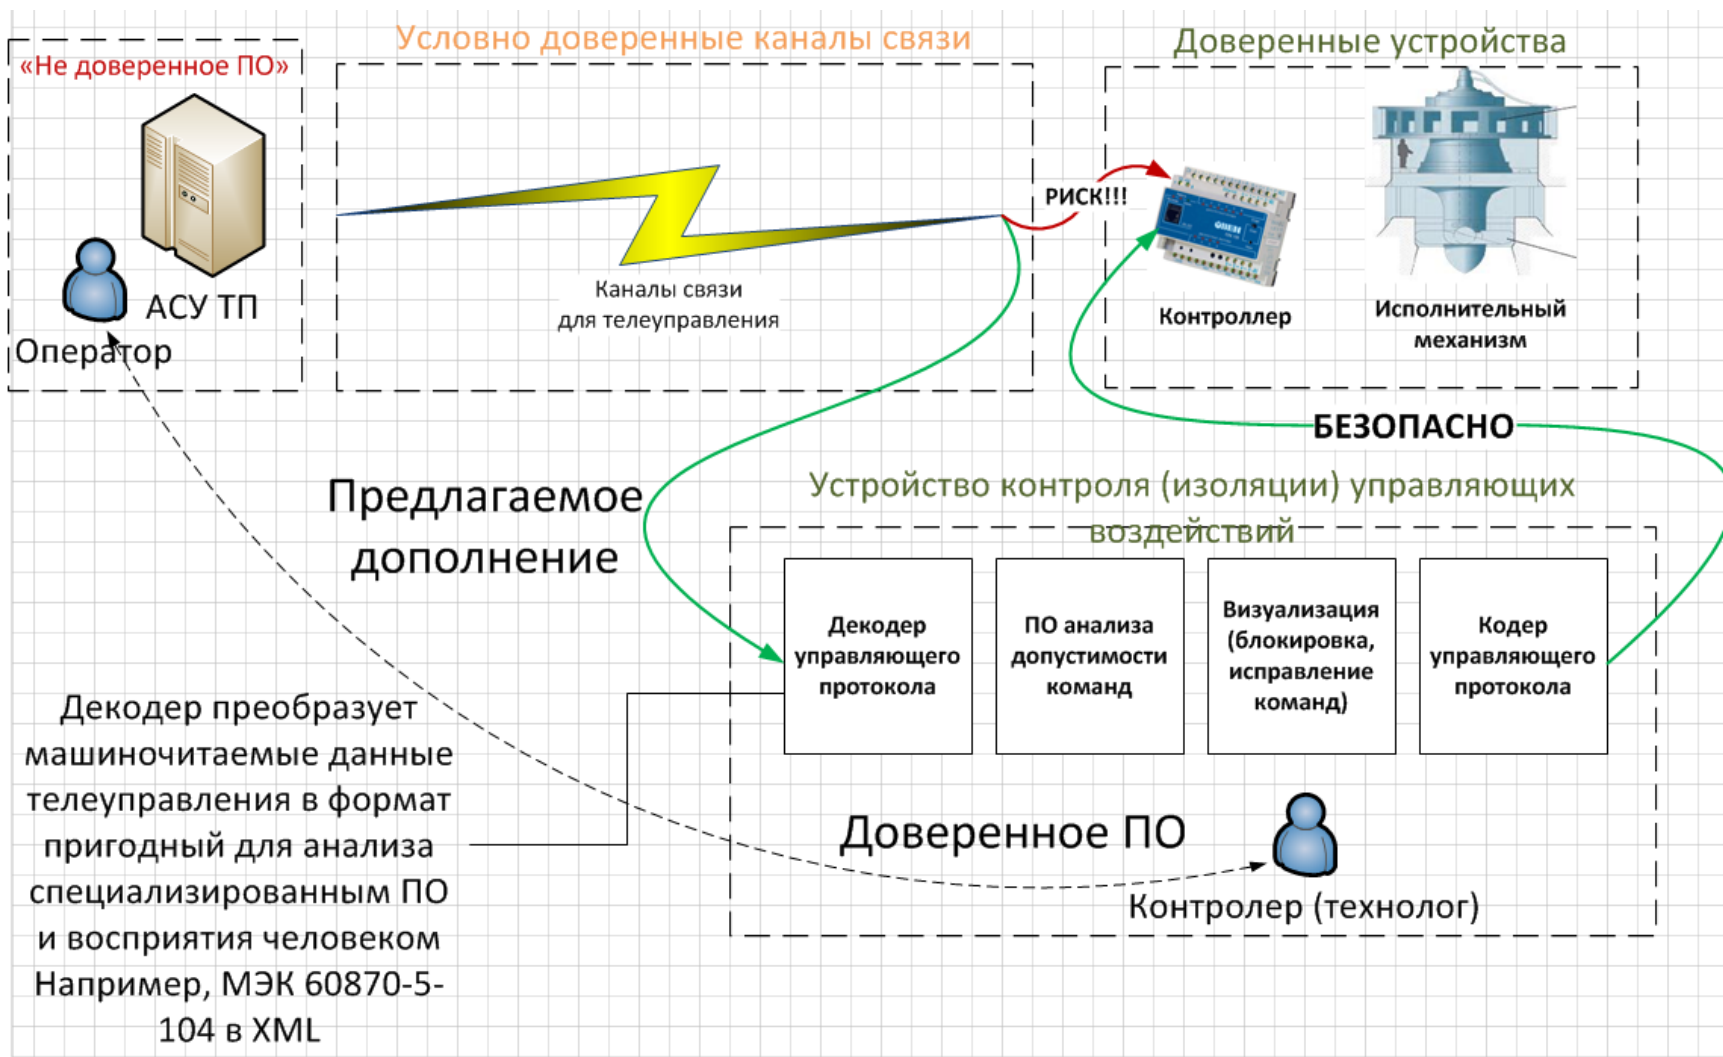 Условно доверенные каналы связи
Доверенные устройства
«Не доверенное ПО»
РИСК!!!
АСУ ТП
Оператор
Каналы связи
для телеуправления
Контроллер
Исполнительный
механизм
БЕЗОПАСНО
Предлагаемое
дополнение
Устройство контроля (изоляции) управляющих
воздействий
Декодер
управляющего
протокола
ПО анализа
допустимости
команд
Визуализация
(блокировка,
исправление
команд)
Кодер
управляющего
протокола
Декодер преобразует
машиночитаемые данные
телеуправления в формат
пригодный для анализа
специализированным ПО
и восприятия человеком
Например, МЭК 60870-5-
104 в XML
Доверенное ПО
Контролер (технолог)